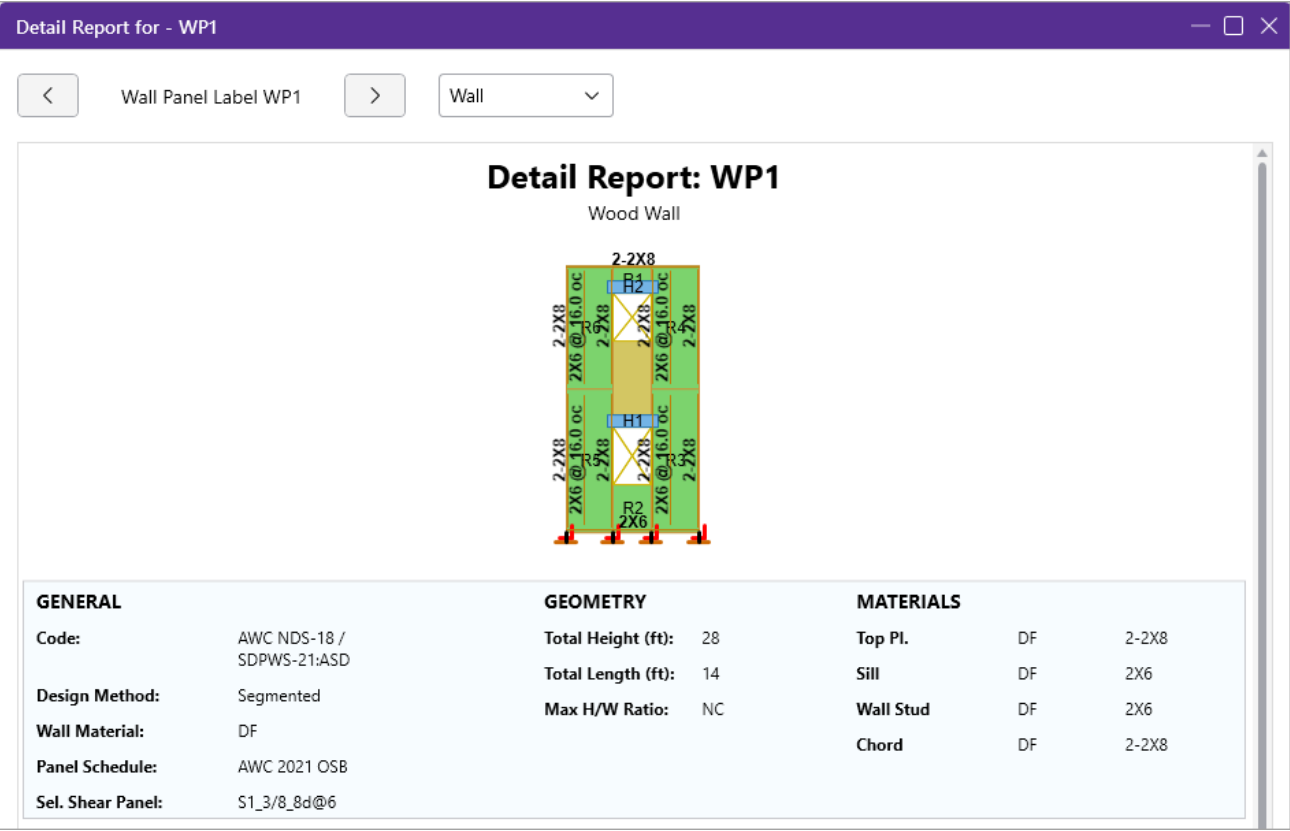 Detail Report for - WP1
Wall Panel Label WP1
Wall
Detail Report: WP1
Wood Wall
2-2X8
R1
H2
2-2X8
2X6 @ 16.0 oc
R6
2-2X8
2-2X8
2X6 @ 16.0 oc
R4
2-2X8
H1
2-2X8
2X6 @ 16.0 oc
R5
2-2X8
2-2X8
2X6 @ 16.0 oc
R3
2-2X8
R2
2X6
GENERAL
Code: AWC NDS-18 /
SDPWS-21:ASD
Design Method: Segmented
Wall Material: DF
Panel Schedule: AWC 2021 OSB
Sel. Shear Panel: S1_3/8_8d@6
GEOMETRY
Total Height (ft): 28
Total Length (ft): 14
Max H/W Ratio: NC
MATERIALS
Top Pl. DF 2-2X8
Sill DF 2X6
Wall Stud DF 2X6
Chord DF 2-2X8